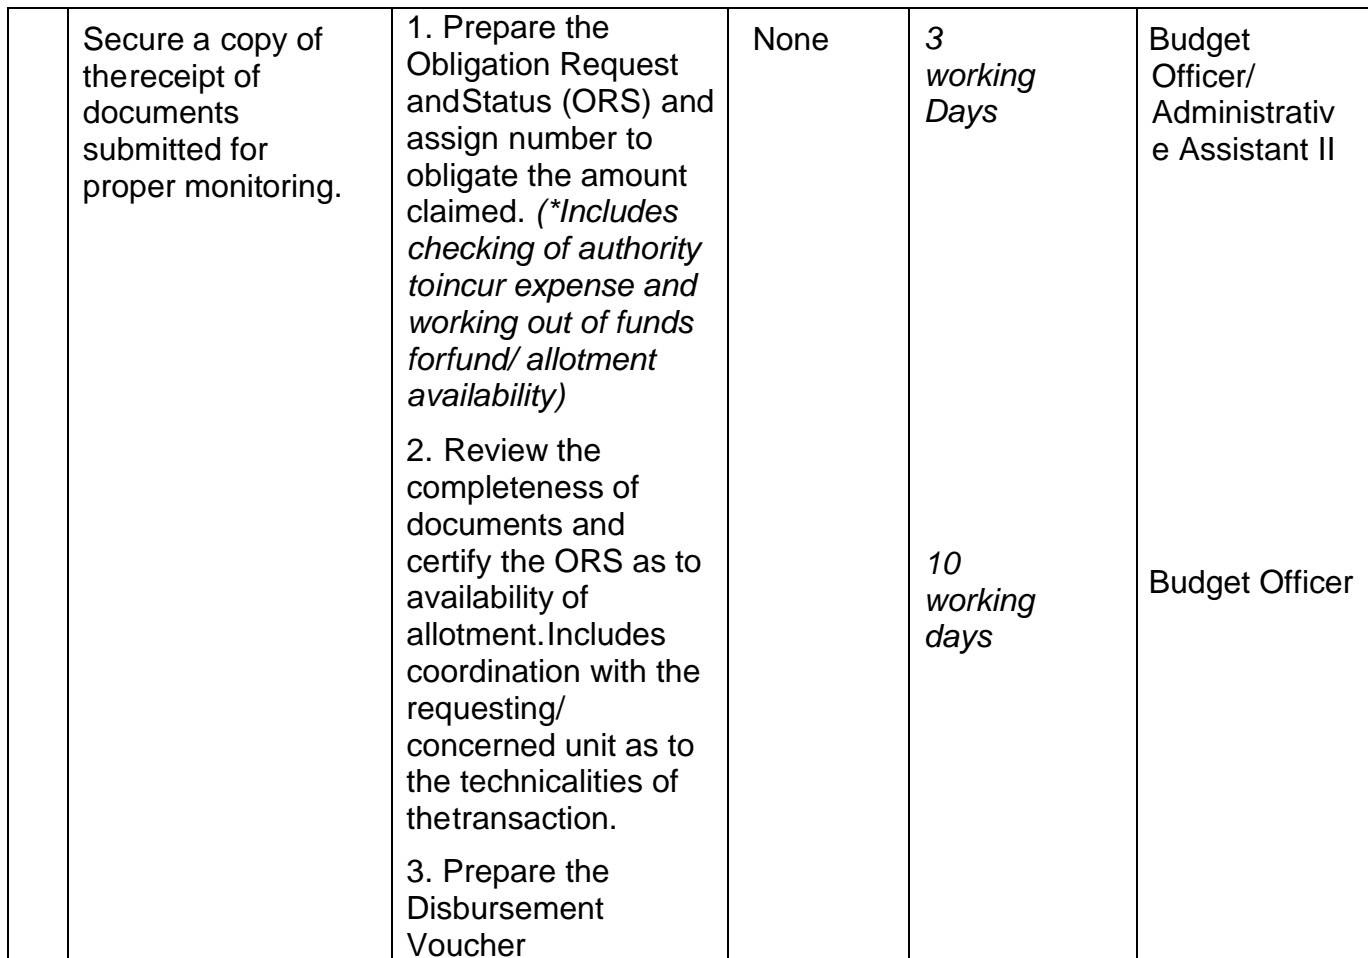 Secure a copy of
thereceipt of
documents
submitted for
proper monitoring.
1. Prepare the
Obligation Request
andStatus (ORS) and
assign number to
obligate the amount
claimed. (*Includes
checking of authority
toincur expense and
working out of funds
forfund/ allotment
availability)
2. Review the
completeness of
documents and
certify the ORS as to
availability of
allotment.Includes
coordination with the
requesting/
concerned unit as to
the technicalities of
thetransaction.
3. Prepare the
Disbursement
Voucher
None
3
working
Days
10
working
days
Budget
Officer/
Administrativ
e Assistant II
Budget Officer